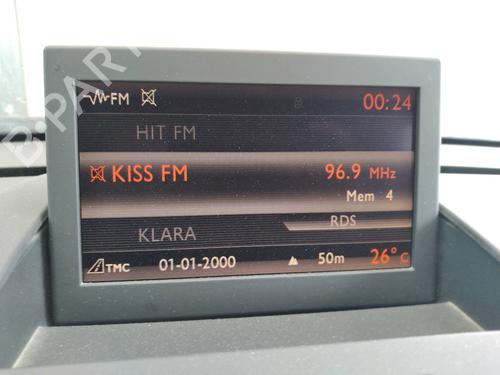 FM 00:24
HIT FM
KISS FM 96.9 MHz
Mem 4
KLARA RDS
TMC 01-01-2000 50m 26°C